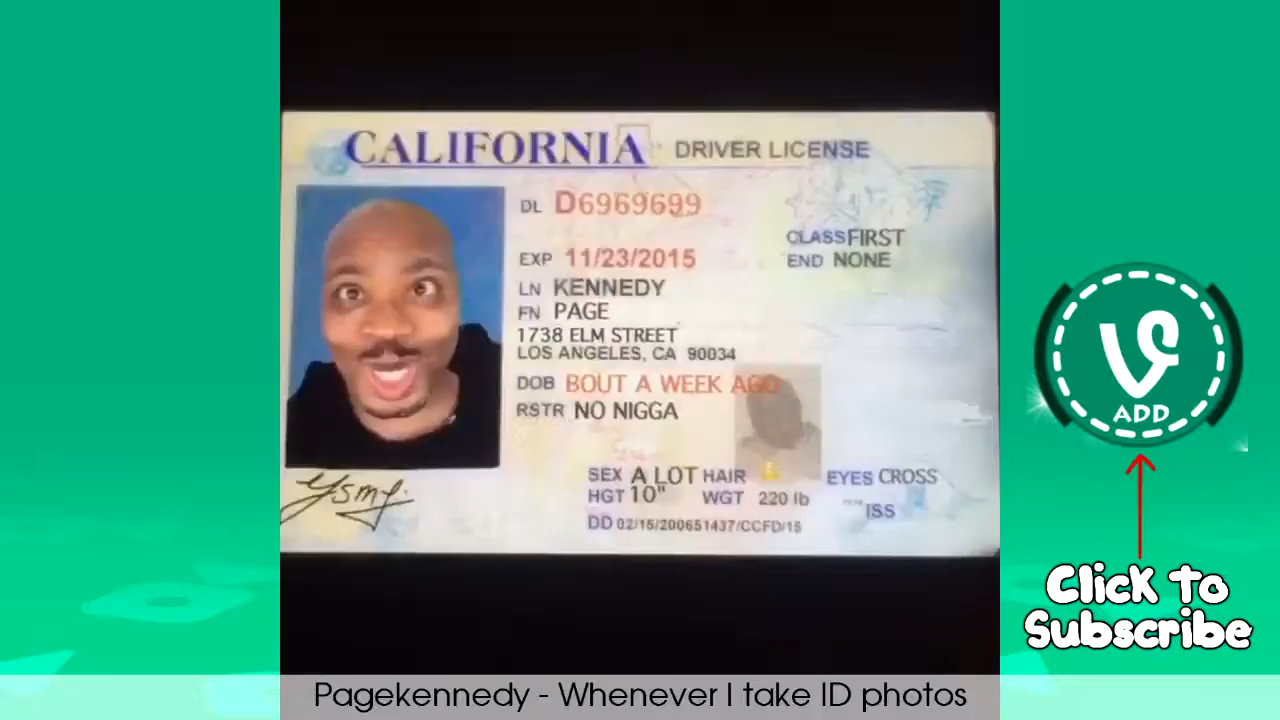 CALIFORNIA DRIVER LICENSE
DL D6969699
CLASS FIRST
EXP 11/23/2015
END NONE
LN KENNEDY
FN PAGE
1738 ELM STREET
LOS ANGELES, CA 90034
DOB BOUT A WEEK AGO
RSTR NO NIGGA
SEX A LOT HAIR EYES CROSS
HGT 10" WGT 220 lb
ISS
DD 02/15/200651437/CCFD/15
ADD
Click to
Subscribe
Pagekennedy - Whenever I take ID photos